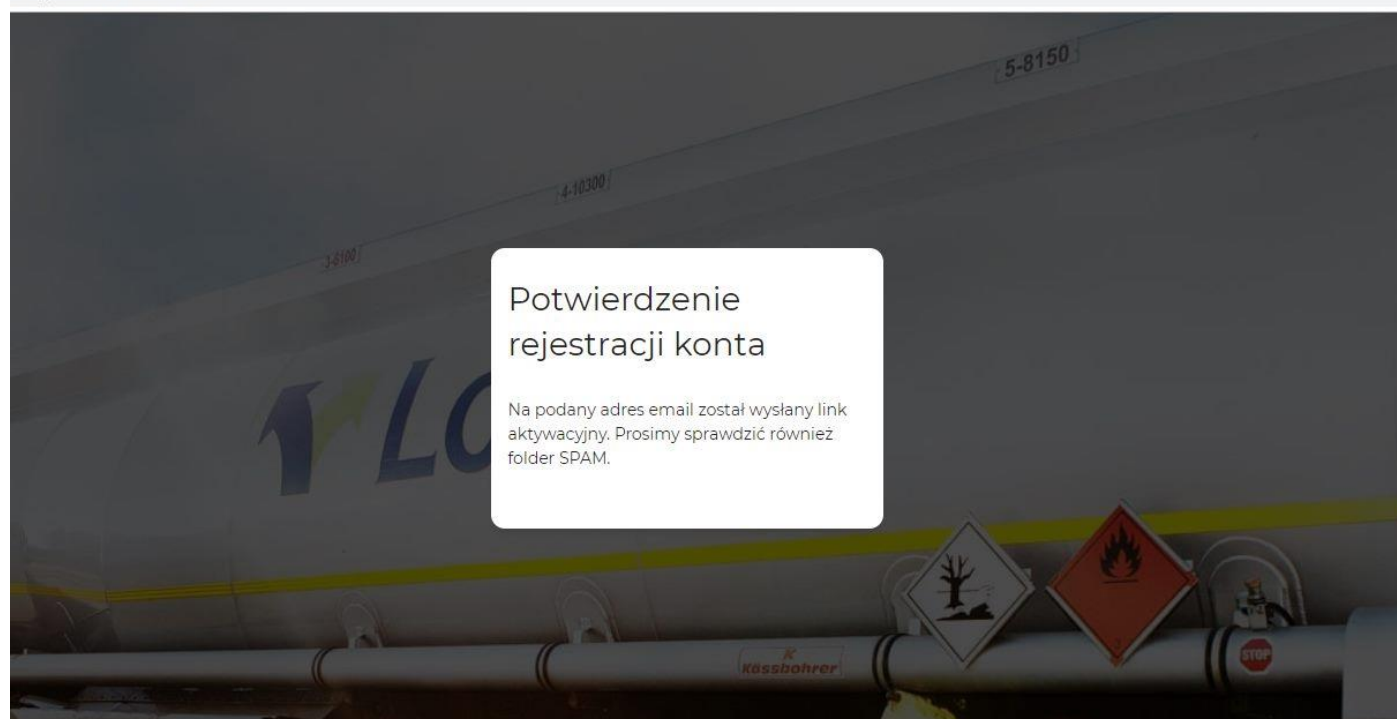 5-8150
4-10300
Potwierdzenie
rejestracji konta
Na podany adres email został wysłany link
aktywacyjny. Prosimy sprawdzić również
folder SPAM.
LO
3
Kässbohrer
STOP